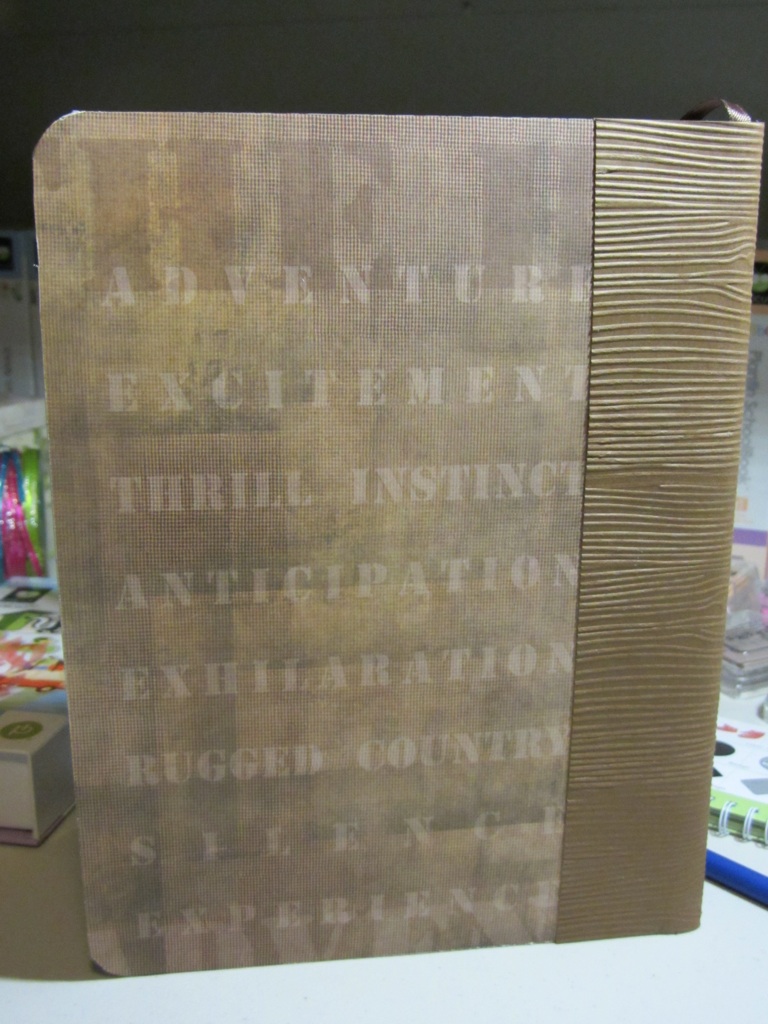 ADVENTURE
EXCITEMENT
THRILL INSTINCT
ANTICIPATION
EXHILARATION
RUGGED COUNTRY
SILENCE
EXPERIENCE